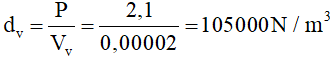 d_v = P / V_v = 2,1 / 0,00002 = 105000N / m^3